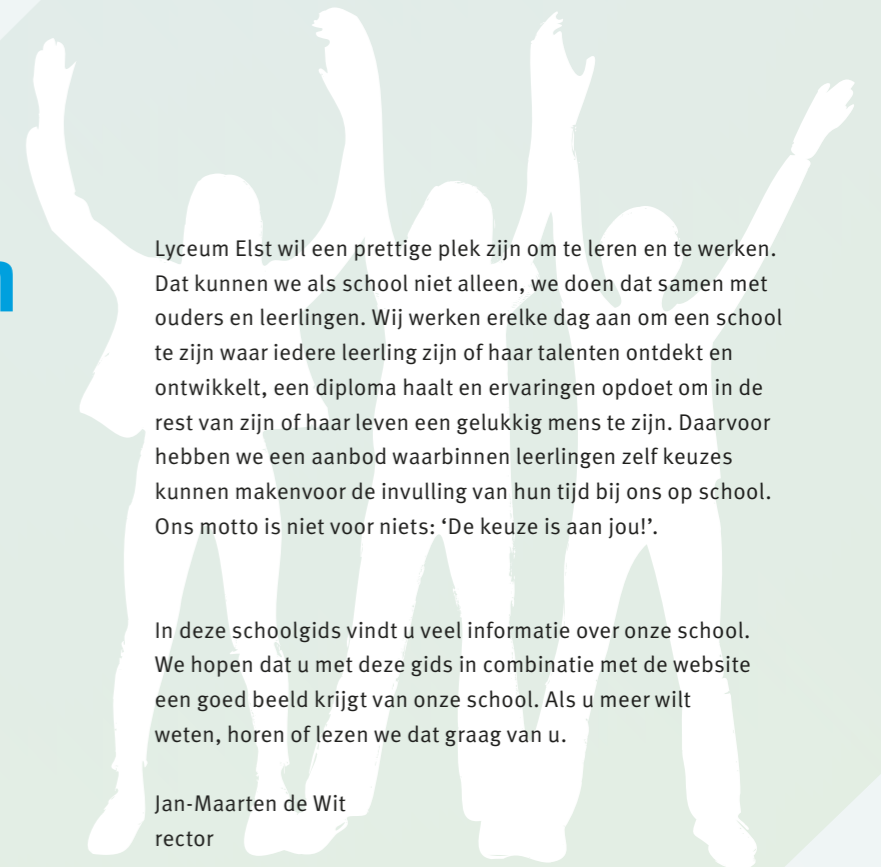 Lyceum Elst wil een prettige plek zijn om te leren en te werken.
Dat kunnen we als school niet alleen, we doen dat samen met
ouders en leerlingen. Wij werken erelke dag aan om een school
te zijn waar iedere leerling zijn of haar talenten ontdekt en
ontwikkelt, een diploma haalt en ervaringen opdoet om in de
rest van zijn of haar leven een gelukkig mens te zijn. Daarvoor
hebben we een aanbod waarbinnen leerlingen zelf keuzes
kunnen makenvoor de invulling van hun tijd bij ons op school.
Ons motto is niet voor niets: ‘De keuze is aan jou!’.
In deze schoolgids vindt u veel informatie over onze school.
We hopen dat u met deze gids in combinatie met de website
een goed beeld krijgt van onze school. Als u meer wilt
weten, horen of lezen we dat graag van u.
Jan-Maarten de Wit
rector